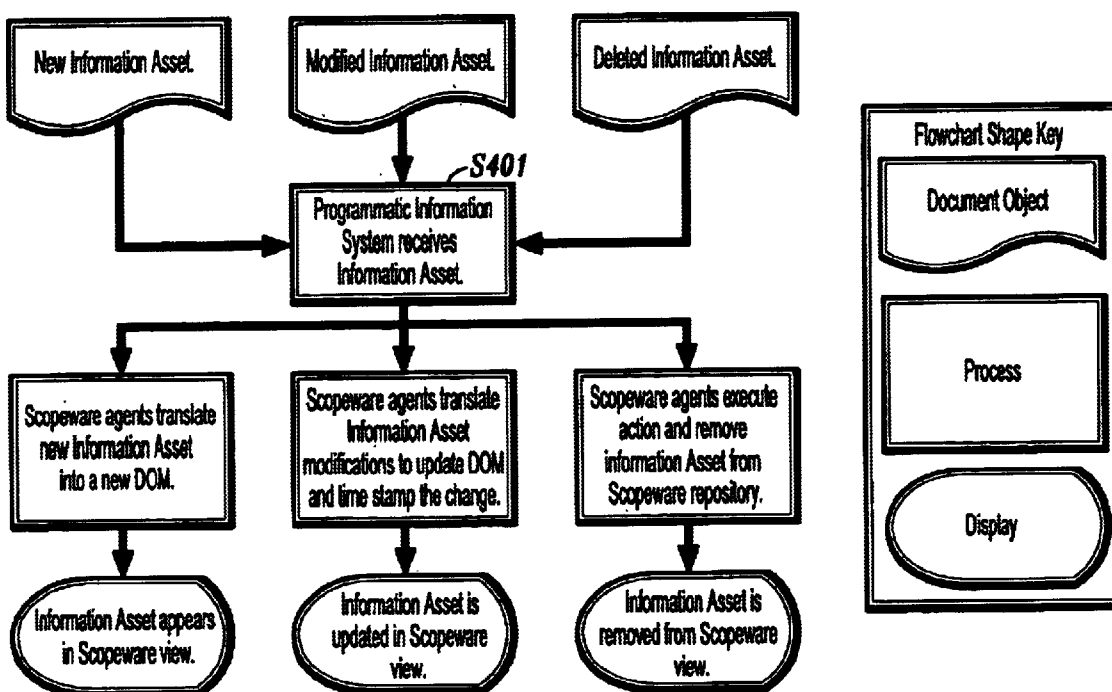 New Information Asset.
Modified Information Asset.
Deleted Information Asset.
S401
Programmatic Information
System receives
Information Asset.
Scopeware agents translate
new Information Asset
into a new DOM.
Scopeware agents translate
Information Asset
modifications to update DOM
and time stamp the change.
Scopeware agents execute
action and remove
information Asset from
Scopeware repository.
Information Asset appears
in Scopeware view.
Information Asset is
updated in Scopeware
view.
Information Asset is
removed from Scopeware
view.
Flowchart Shape Key
Document Object
Process
Display